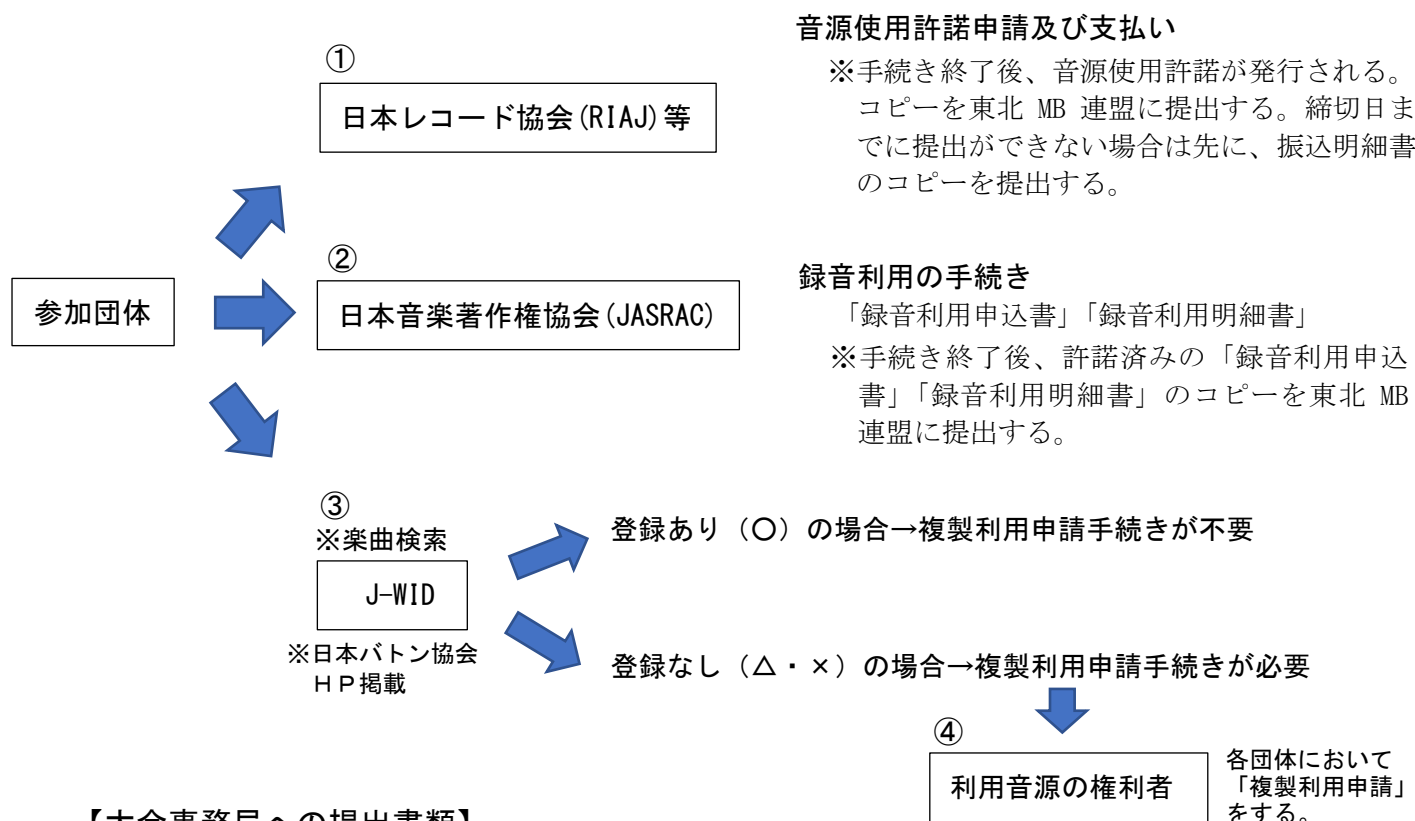 音源使用許諾申請及び支払い
※手続き終了後、音源使用許諾が発行される。
コピーを東北 MB 連盟に提出する。締切日ま
でに提出ができない場合は先に、振込明細書
のコピーを提出する。
①
日本レコード協会(RIAJ)等
②
参加団体
日本音楽著作権協会(JASRAC)
録音利用の手続き
「録音利用申込書」「録音利用明細書」
※手続き終了後、許諾済みの「録音利用申込
書」「録音利用明細書」のコピーを東北 MB
連盟に提出する。
③
※楽曲検索
J-WID
※日本バトン協会
ＨＰ掲載
登録あり（〇）の場合→複製利用申請手続きが不要
登録なし（△・×）の場合→複製利用申請手続きが必要
④
利用音源の権利者
各団体において
「複製利用申請」
をする。
【大会事務局への提出書類】